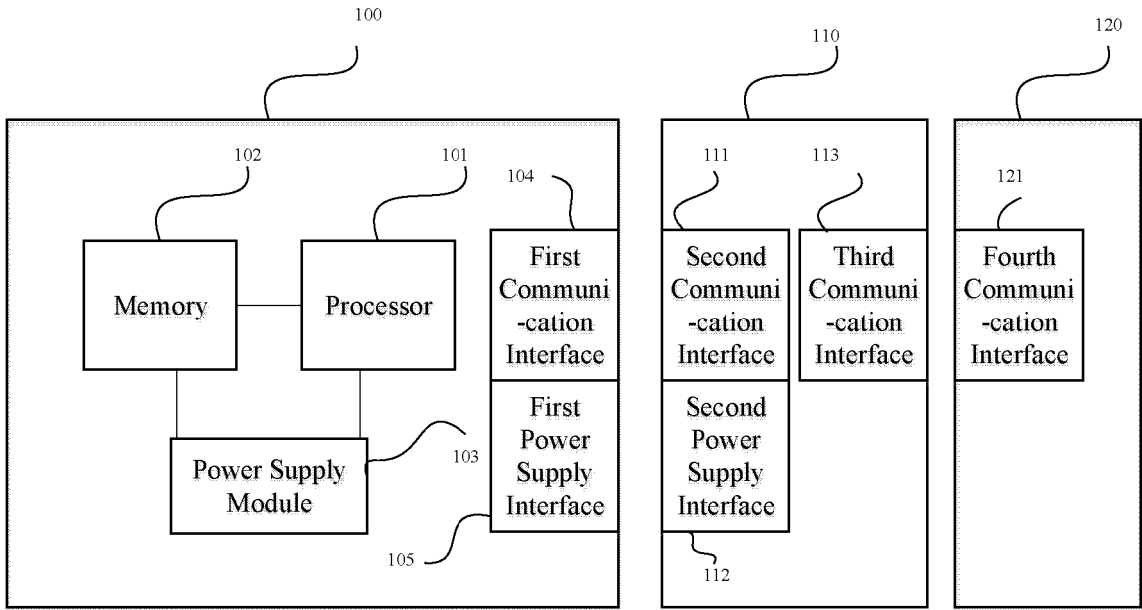 100
110
120
102
101
104
111
113
121
Memory
Processor
First
Communi
-cation
Interface
Second
Communi
-cation
Interface
Third
Communi
-cation
Interface
Fourth
Communi
-cation
Interface
Power Supply
Module
103
First
Power
Supply
Interface
Second
Power
Supply
Interface
105
112